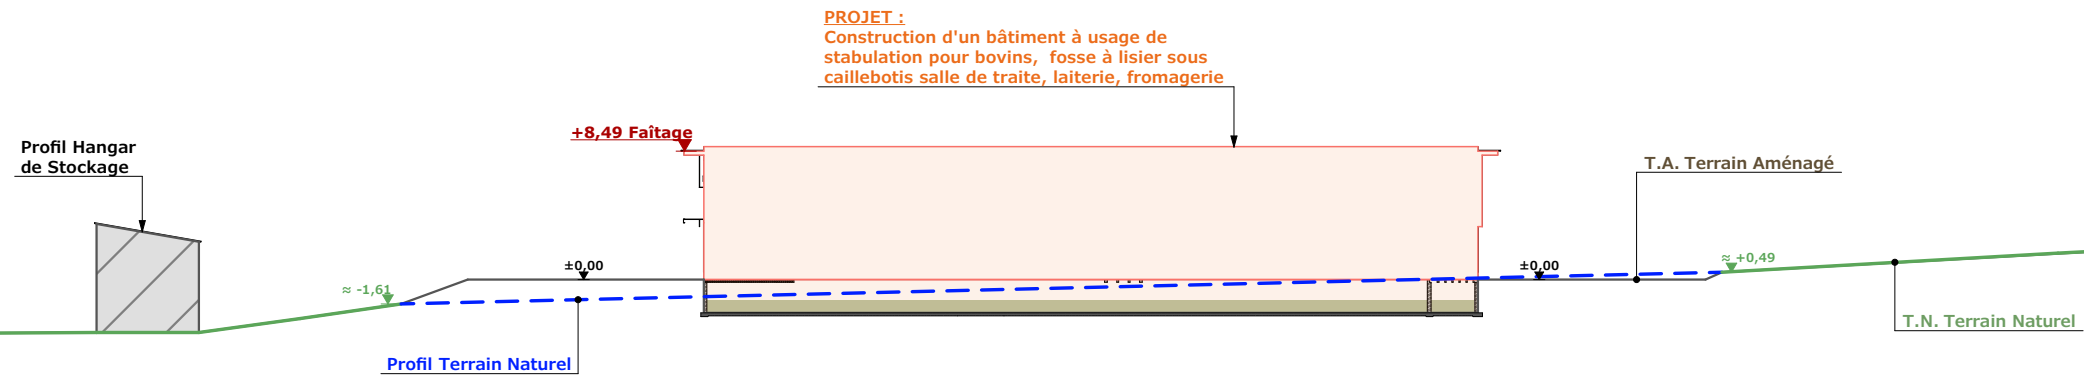 PROJET :
Construction d'un bâtiment à usage de
stabulation pour bovins,  fosse à lisier sous
caillebotis salle de traite, laiterie, fromagerie
+8,49 Faîtage
Profil Hangar
de Stockage
T.A. Terrain Aménagé
±0,00
±0,00
≈ +0,49
≈ -1,61
T.N. Terrain Naturel
Profil Terrain Naturel